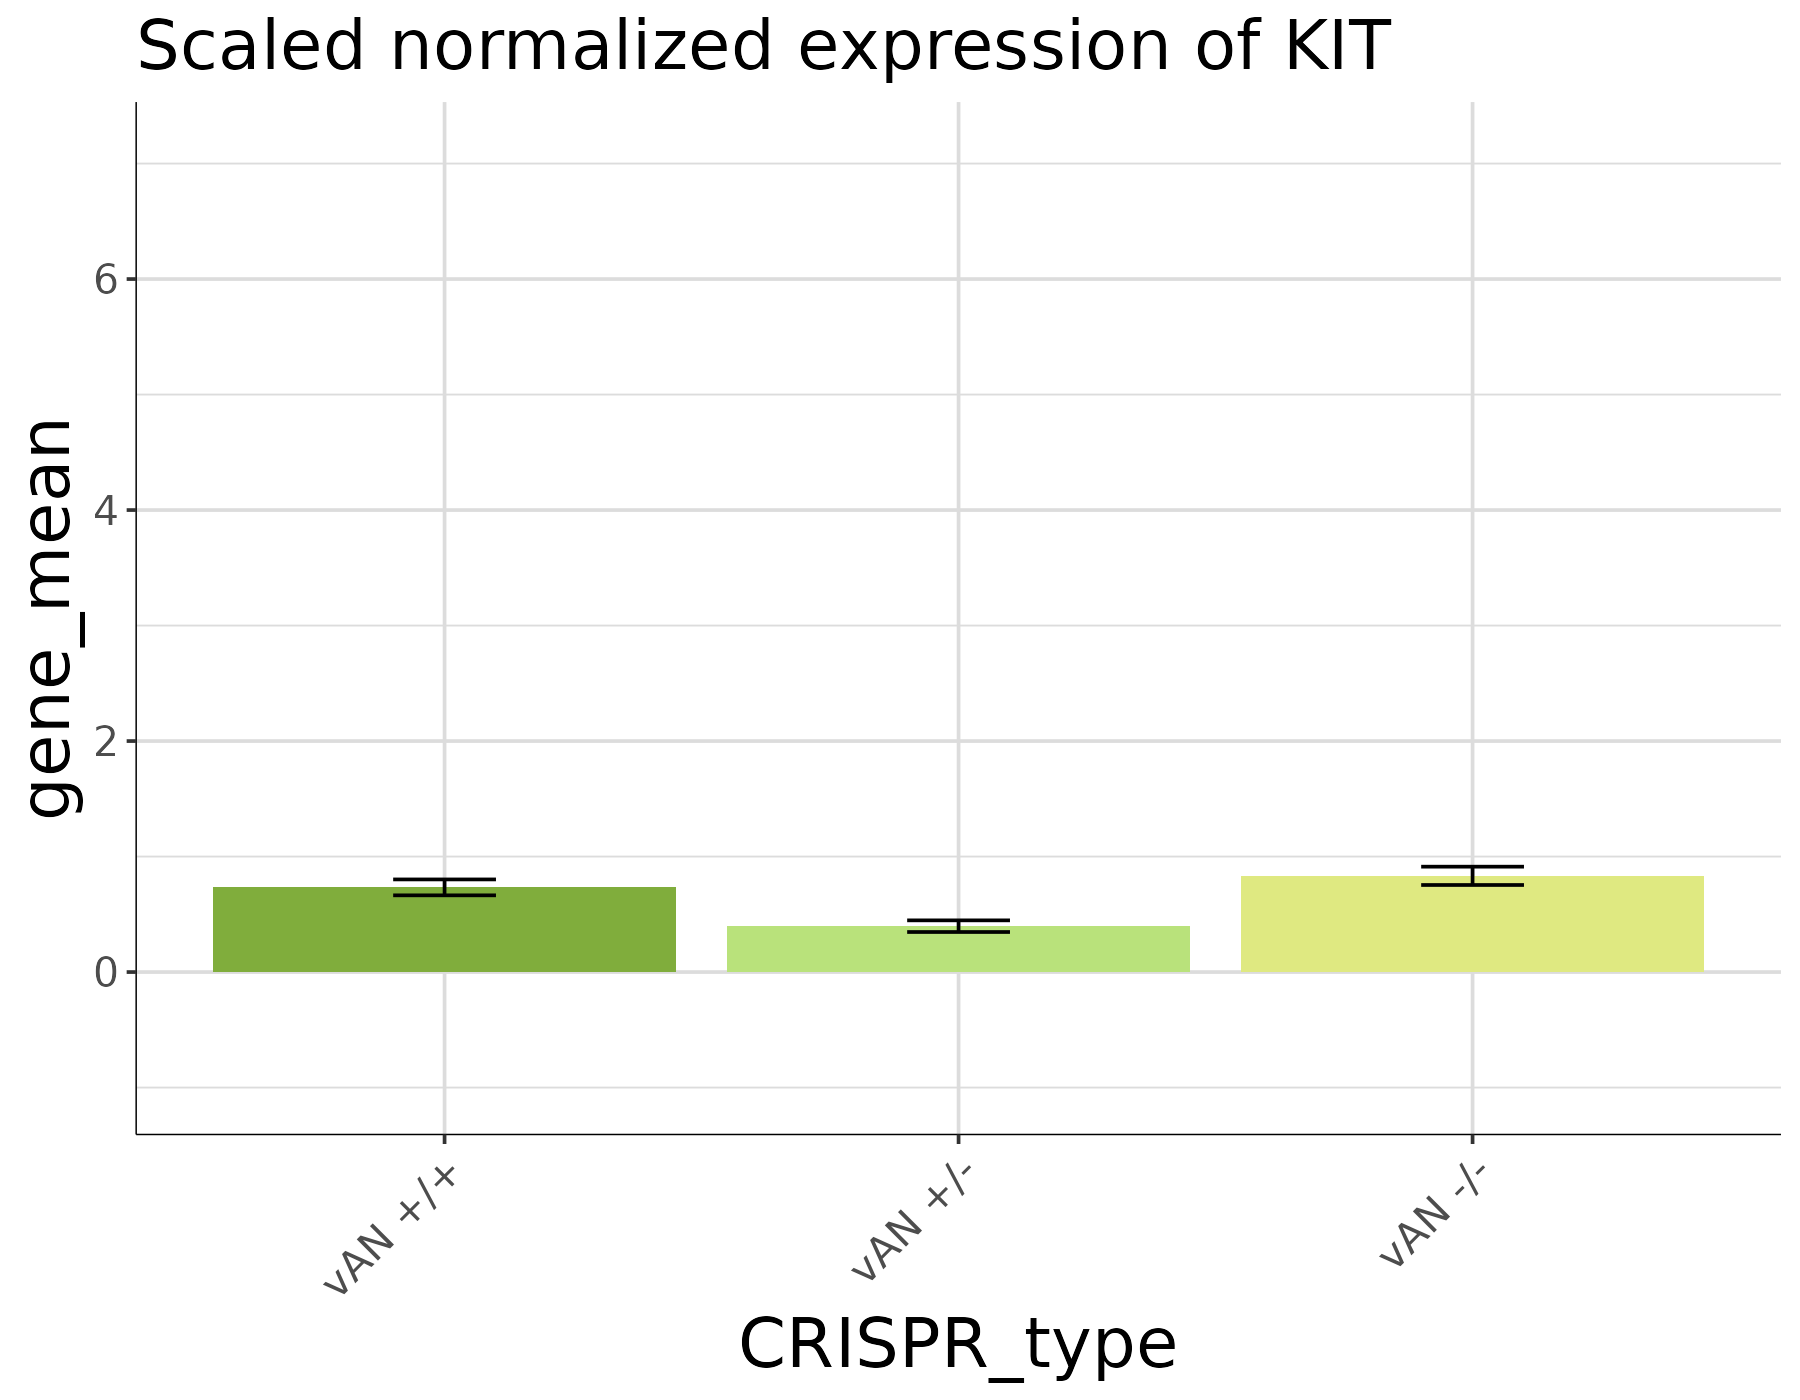 Scaled normalized expression of KIT
gene_mean
6
4
2
0
vAN +/+
vAN +/-
vAN -/-
CRISPR_type